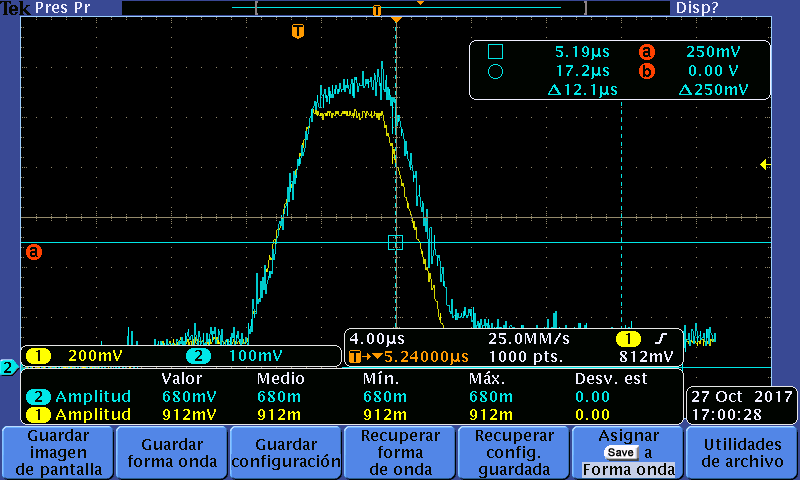 Tek Pres Pr T Disp?
T
5.19µs a 250mV
17.2µs b 0.00 V
Δ12.1µs Δ250mV
a
1 200mV 2 100mV
4.00µs 25.0MM/s 1
T→▼5.24000µs 1000 pts. 812mV
2
Valor Medio Mín. Máx. Desv. est
2 Amplitud 680mV 680m 680m 680m 0.00
1 Amplitud 912mV 912m 912m 912m 0.00
27 Oct 2017
17:00:28
Guardar
imagen
de pantalla
Guardar
forma onda
Guardar
configuración
Recuperar
forma
de onda
Recuperar
config.
guardada
Asignar
Save a
Forma onda
Utilidades
de archivo